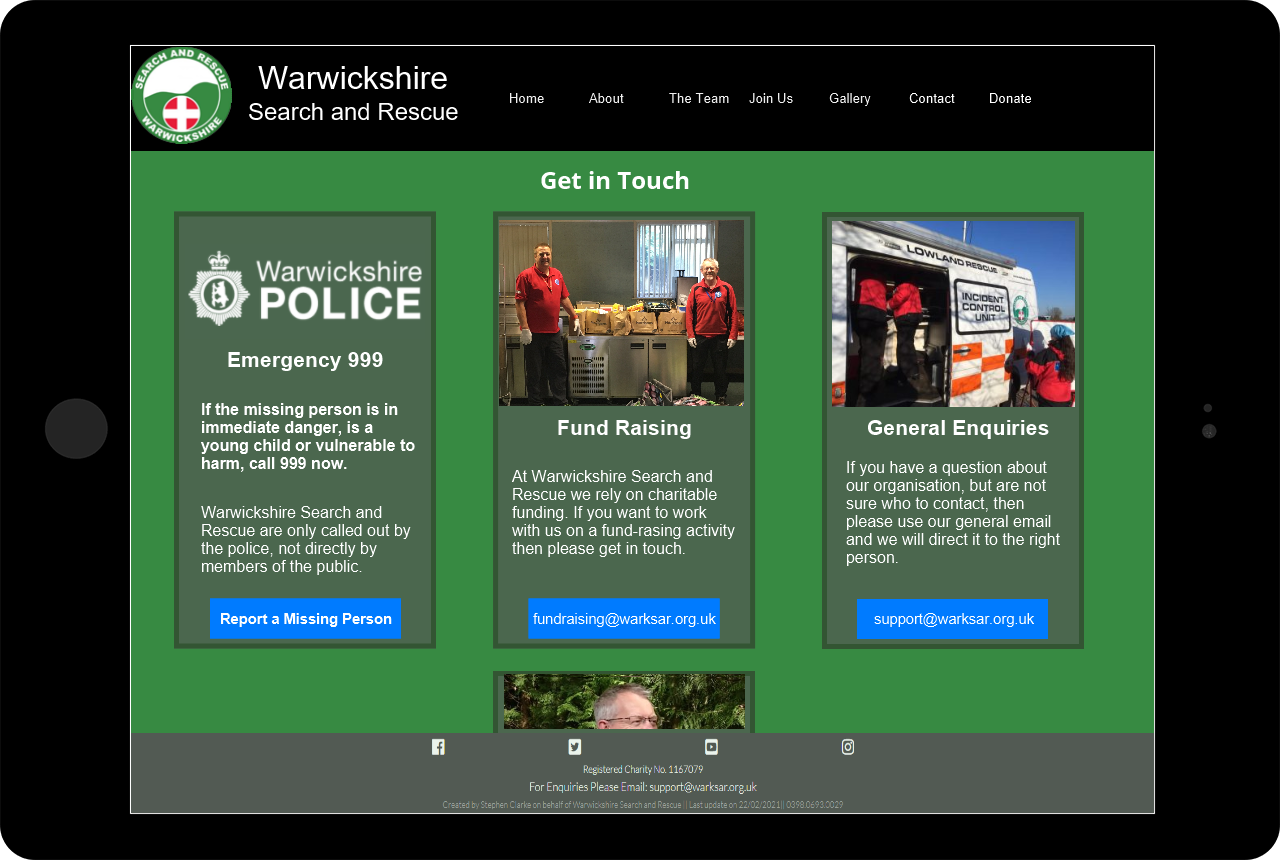 SEARCH AND RESCUE
WARWICKSHIRE
Warwickshire
Search and Rescue
Home About The Team Join Us Gallery Contact Donate
Get in Touch
Warwickshire
POLICE
Emergency 999
If the missing person is in
immediate danger, is a
young child or vulnerable to
harm, call 999 now.
Warwickshire Search and
Rescue are only called out by
the police, not directly by
members of the public.
Report a Missing Person
Fund Raising
At Warwickshire Search and
Rescue we rely on charitable
funding. If you want to work
with us on a fund-rasing activity
then please get in touch.
fundraising@warksar.org.uk
LOWLAND RESCUE
INCIDENT
CONTROL
UNIT
General Enquiries
If you have a question about
our organisation, but are not
sure who to contact, then
please use our general email
and we will direct it to the right
person.
support@warksar.org.uk
Registered Charity No. 1167079
For Enquiries Please Email: support@warksar.org.uk
Created by Stephen Clarke on behalf of Warwickshire Search and Rescue || Last update on 22/02/2021|| 0398.0693.0029